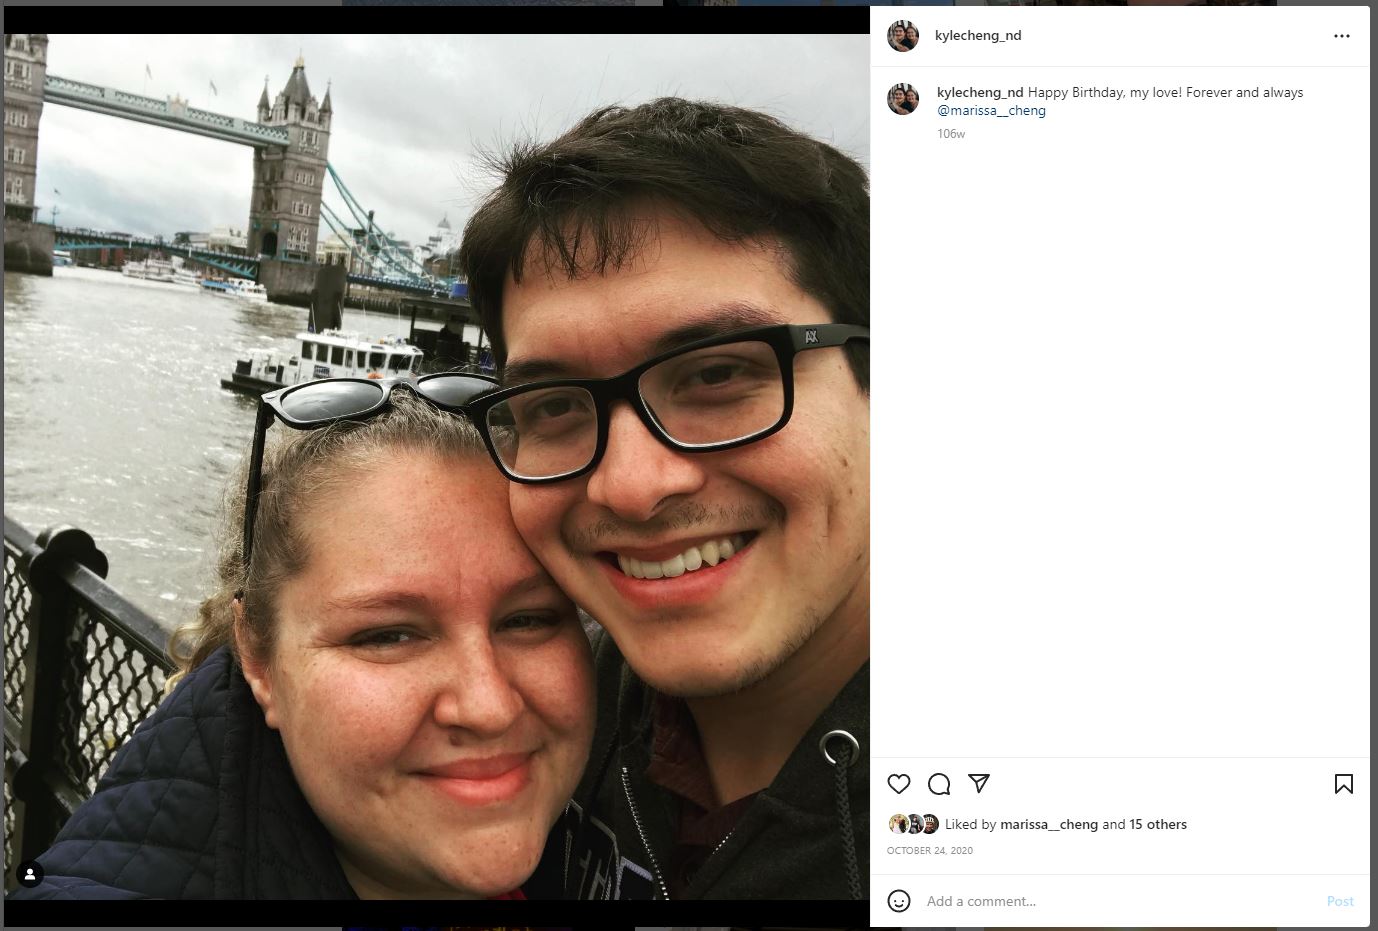 kylecheng_nd
kylecheng_nd Happy Birthday, my love! Forever and always
@marissa__cheng
106w
Liked by marissa__cheng and 15 others
OCTOBER 24, 2020
Add a comment... Post